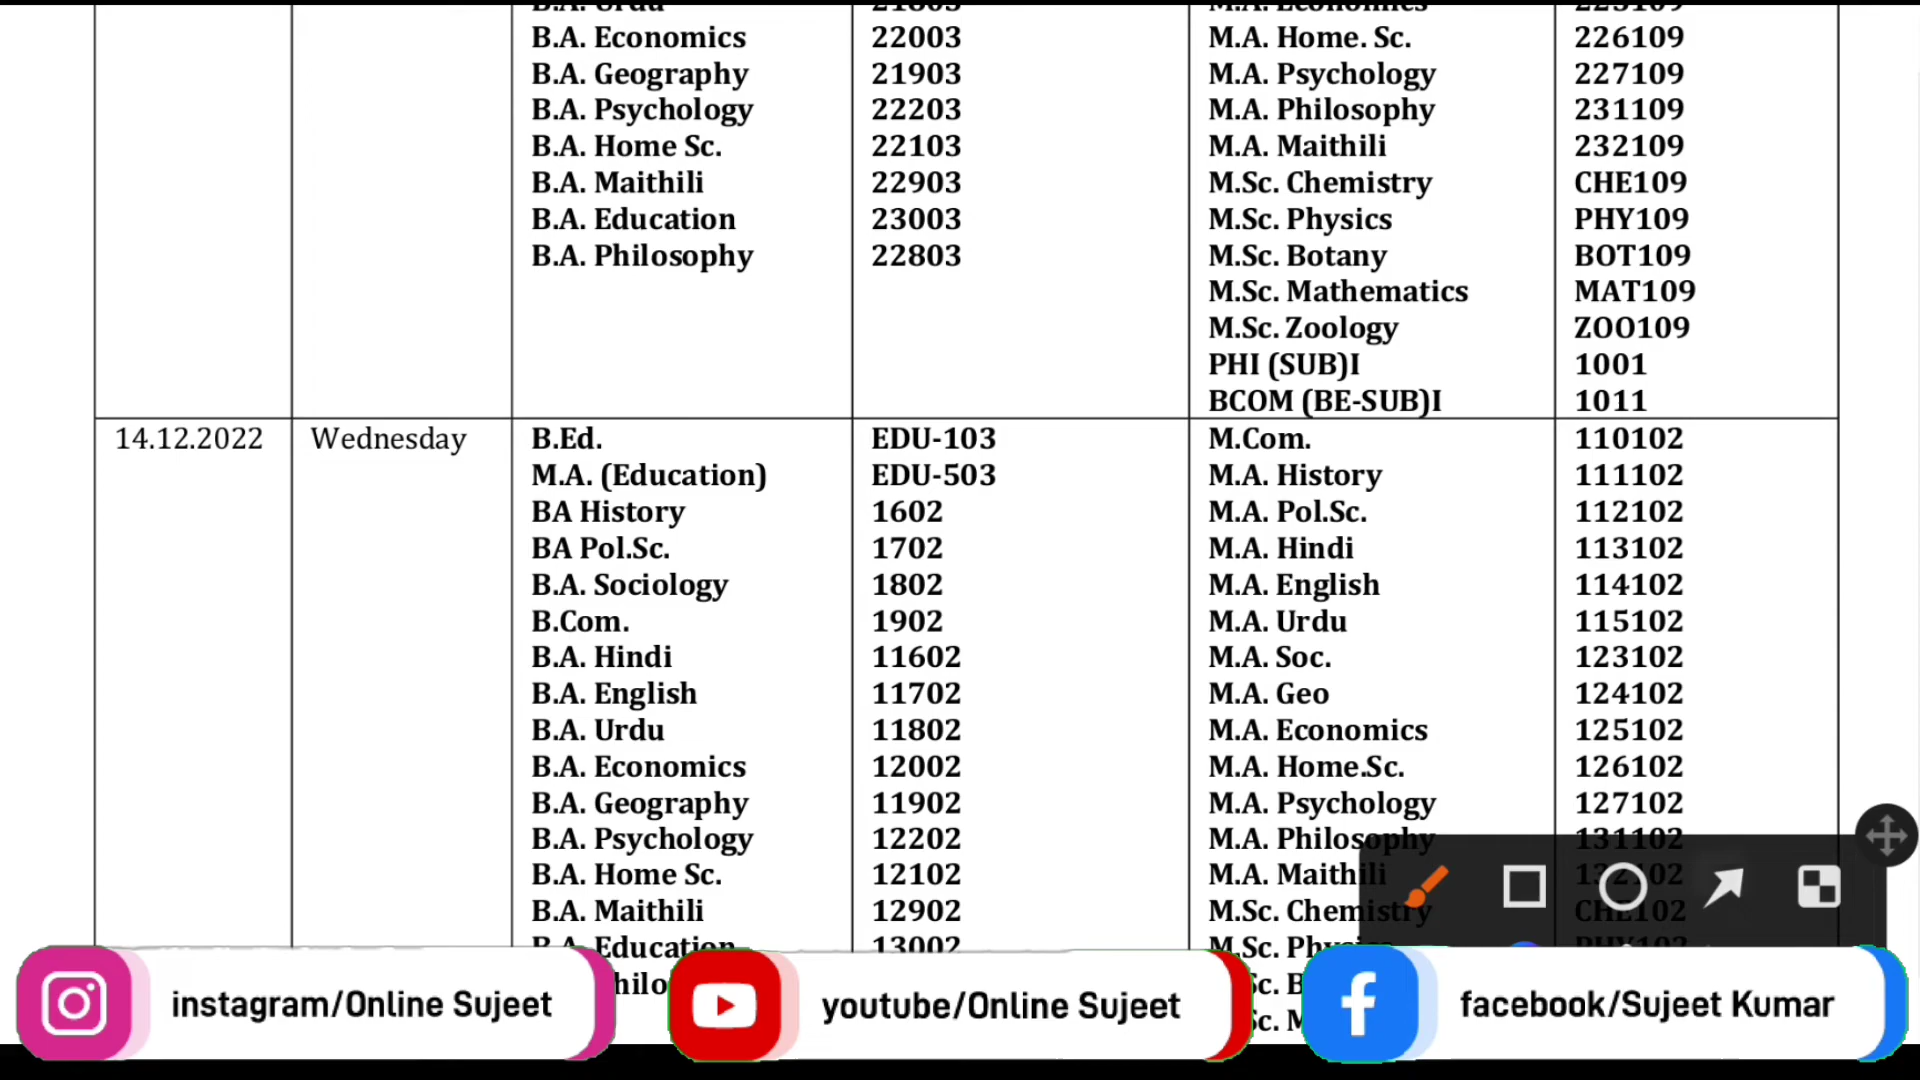 B.A. Urdu 21803 M.A. Economics 225109
B.A. Economics 22003 M.A. Home. Sc. 226109
B.A. Geography 21903 M.A. Psychology 227109
B.A. Psychology 22203 M.A. Philosophy 231109
B.A. Home Sc. 22103 M.A. Maithili 232109
B.A. Maithili 22903 M.Sc. Chemistry CHE109
B.A. Education 23003 M.Sc. Physics PHY109
B.A. Philosophy 22803 M.Sc. Botany BOT109
M.Sc. Mathematics MAT109
M.Sc. Zoology ZOO109
PHI (SUB)I 1001
BCOM (BE-SUB)I 1011
14.12.2022 Wednesday B.Ed. EDU-103 M.Com. 110102
M.A. (Education) EDU-503 M.A. History 111102
BA History 1602 M.A. Pol.Sc. 112102
BA Pol.Sc. 1702 M.A. Hindi 113102
B.A. Sociology 1802 M.A. English 114102
B.Com. 1902 M.A. Urdu 115102
B.A. Hindi 11602 M.A. Soc. 123102
B.A. English 11702 M.A. Geo 124102
B.A. Urdu 11802 M.A. Economics 125102
B.A. Economics 12002 M.A. Home.Sc. 126102
B.A. Geography 11902 M.A. Psychology 127102
B.A. Psychology 12202 M.A. Philosophy 131102
B.A. Home Sc. 12102 M.A. Maithili 132102
B.A. Maithili 12902 M.Sc. Chemistry CHE102
B.A. Education 13002 M.Sc. Physics PHY102
instagram/Online Sujeet youtube/Online Sujeet facebook/Sujeet Kumar